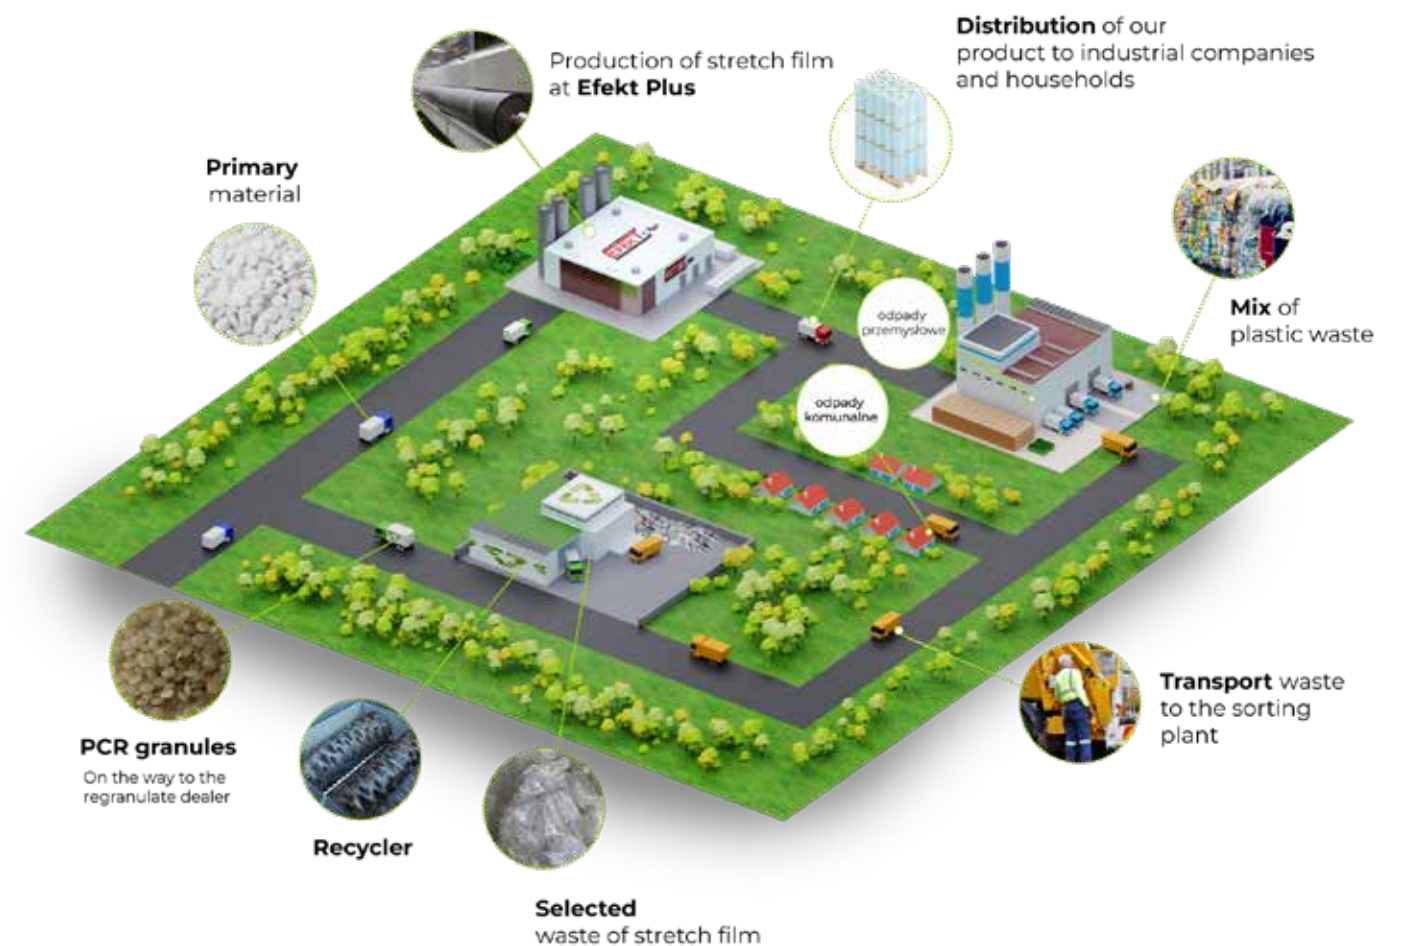 Distribution of our
product to industrial companies
and households
Production of stretch film
at Efekt Plus
Primary
material
Mix of
plastic waste
odpady
przemysłowe
odpady
komunalne
Transport waste
to the sorting
plant
PCR granules
On the way to the
regranulate dealer
Recycler
Selected
waste of stretch film